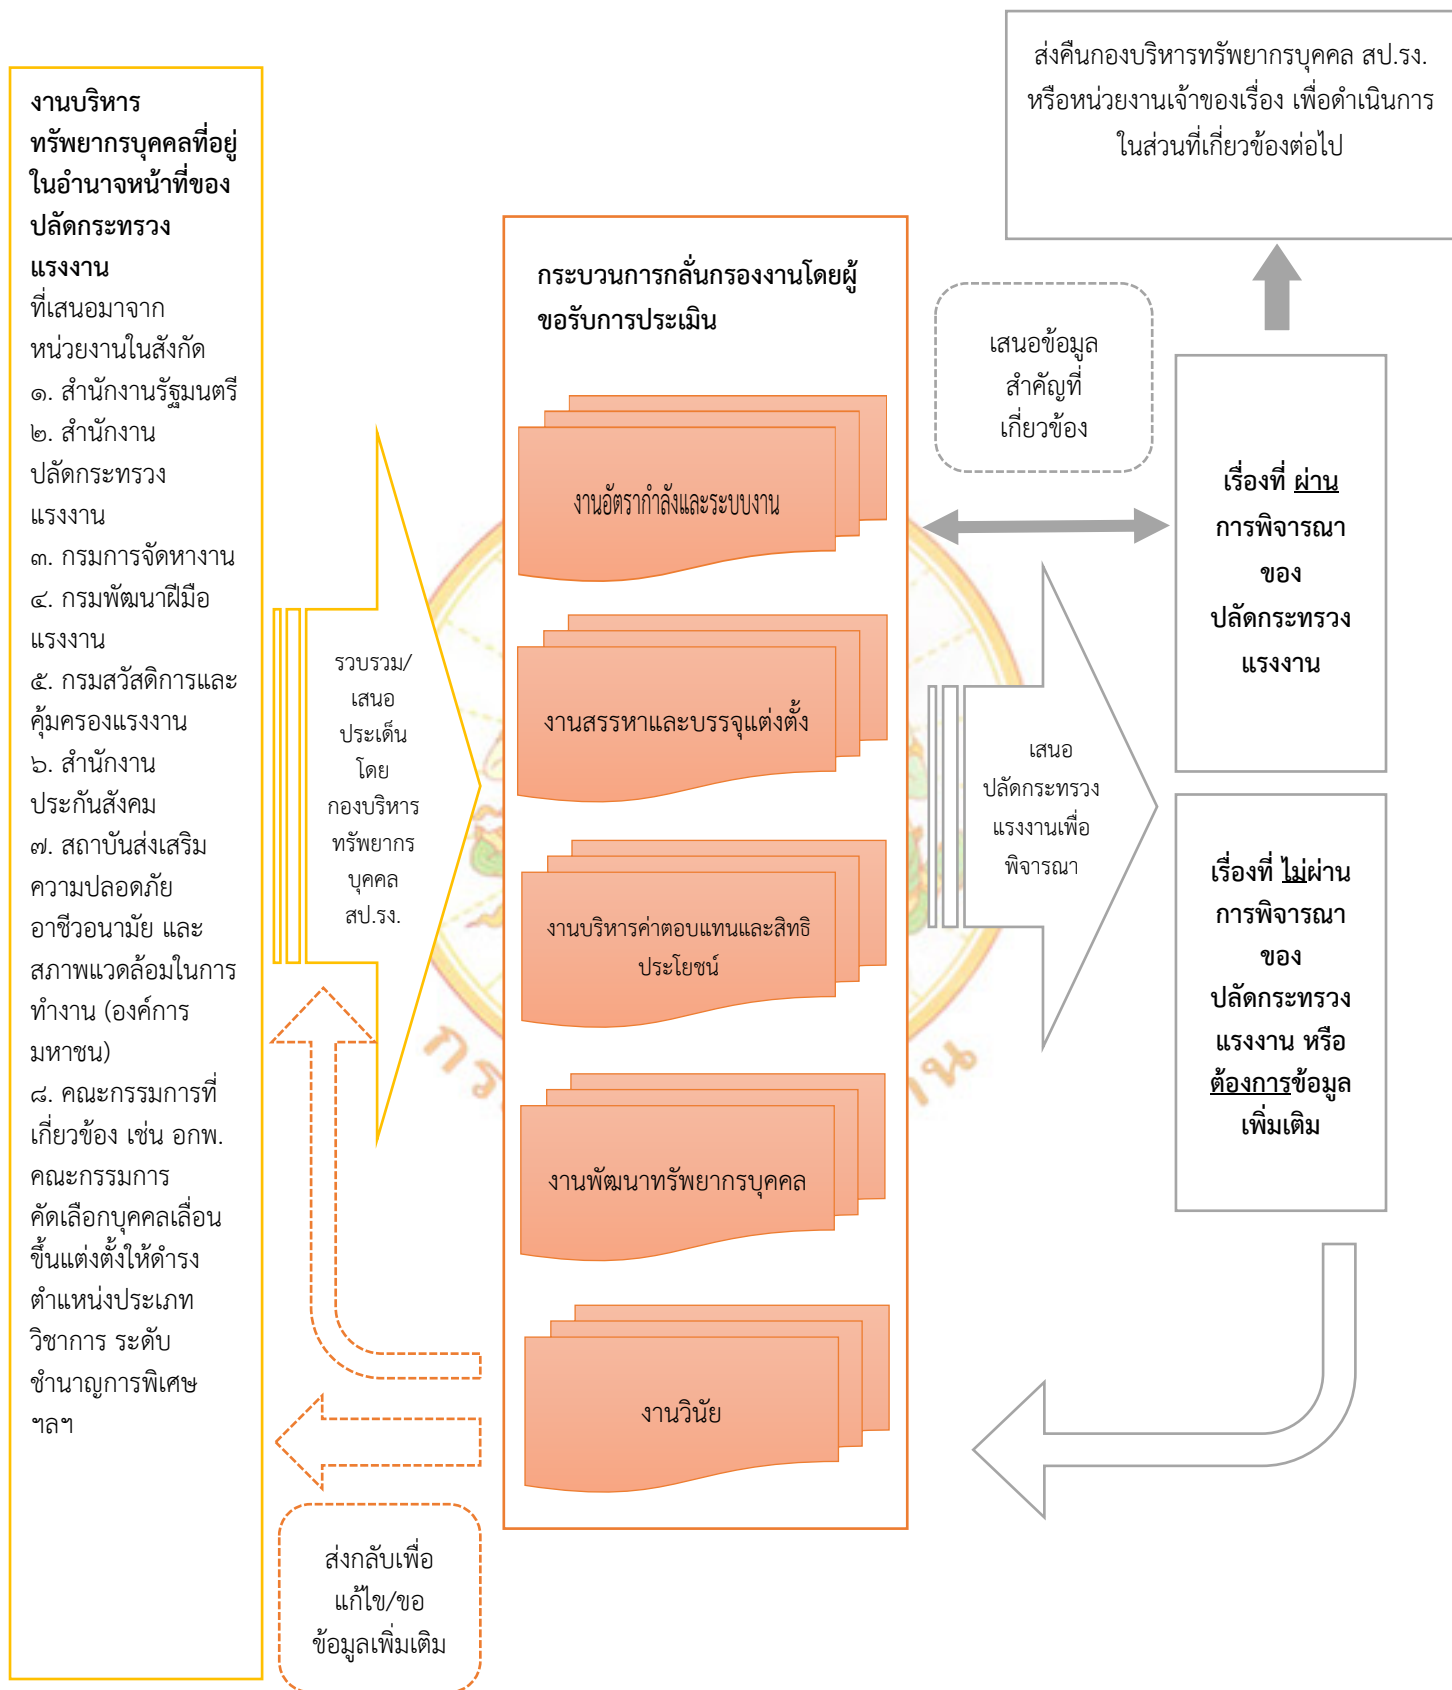 งานบริหาร
ทรัพยากรบุคคลที่อยู่
ในอำนาจหน้าที่ของ
ปลัดกระทรวง
แรงงาน
ที่เสนอมาจาก
หน่วยงานในสังกัด
๑. สำนักงานรัฐมนตรี
๒. สำนักงาน
ปลัดกระทรวง
แรงงาน
๓. กรมการจัดหางาน
๔. กรมพัฒนาฝีมือ
แรงงาน
๕. กรมสวัสดิการและ
คุ้มครองแรงงาน
๖. สำนักงาน
ประกันสังคม
๗. สถาบันส่งเสริม
ความปลอดภัย
อาชีวอนามัย และ
สภาพแวดล้อมในการ
ทำงาน (องค์การ
มหาชน)
๘. คณะกรรมการที่
เกี่ยวข้อง เช่น อกพ.
คณะกรรมการ
คัดเลือกบุคคลเลื่อน
ขึ้นแต่งตั้งให้ดำรง
ตำแหน่งประเภท
วิชาการ ระดับ
ชำนาญการพิเศษ
ฯลฯ
รวบรวม/
เสนอ
ประเด็น
โดย
กองบริหาร
ทรัพยากร
บุคคล
สป.รง.
ส่งกลับเพื่อ
แก้ไข/ขอ
ข้อมูลเพิ่มเติม
กระบวนการกลั่นกรองงานโดยผู้
ขอรับการประเมิน
งานอัตรากำลังและระบบงาน
งานสรรหาและบรรจุแต่งตั้ง
งานบริหารค่าตอบแทนและสิทธิ
ประโยชน์
งานพัฒนาทรัพยากรบุคคล
งานวินัย
เสนอข้อมูล
สำคัญที่
เกี่ยวข้อง
เสนอ
ปลัดกระทรวง
แรงงานเพื่อ
พิจารณา
ส่งคืนกองบริหารทรัพยากรบุคคล สป.รง.
หรือหน่วยงานเจ้าของเรื่อง เพื่อดำเนินการ
ในส่วนที่เกี่ยวข้องต่อไป
เรื่องที่ ผ่าน
การพิจารณา
ของ
ปลัดกระทรวง
แรงงาน
เรื่องที่ ไม่ผ่าน
การพิจารณา
ของ
ปลัดกระทรวง
แรงงาน หรือ
ต้องการข้อมูล
เพิ่มเติม